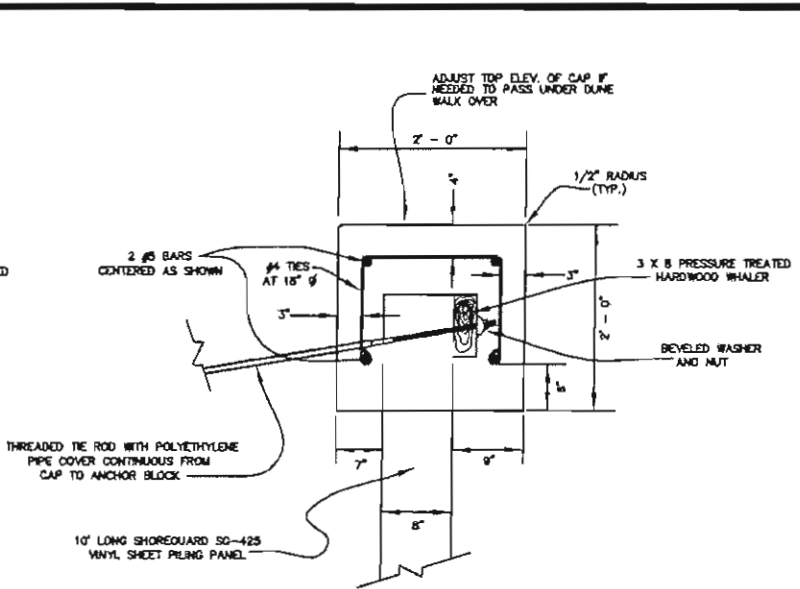 ADJUST TOP ELEV. OF CAP IF
NEEDED TO PASS UNDER DUNE
WALK OVER
2' - 0"
4"
1/2" RADIUS
(TYP.)
2 #5 BARS
CENTERED AS SHOWN
#4 TIES
AT 18"
3"
3"
3 X 8 PRESSURE TREATED
HARDWOOD WHALER
2' - 0"
BEVELED WASHER
AND NUT
THREADED TIE ROD WITH POLYETHYLENE
PIPE COVER CONTINUOUS FROM
CAP TO ANCHOR BLOCK
7"
9"
8"
10' LONG SHOREGUARD SG-425
VINYL SHEET PILING PANEL